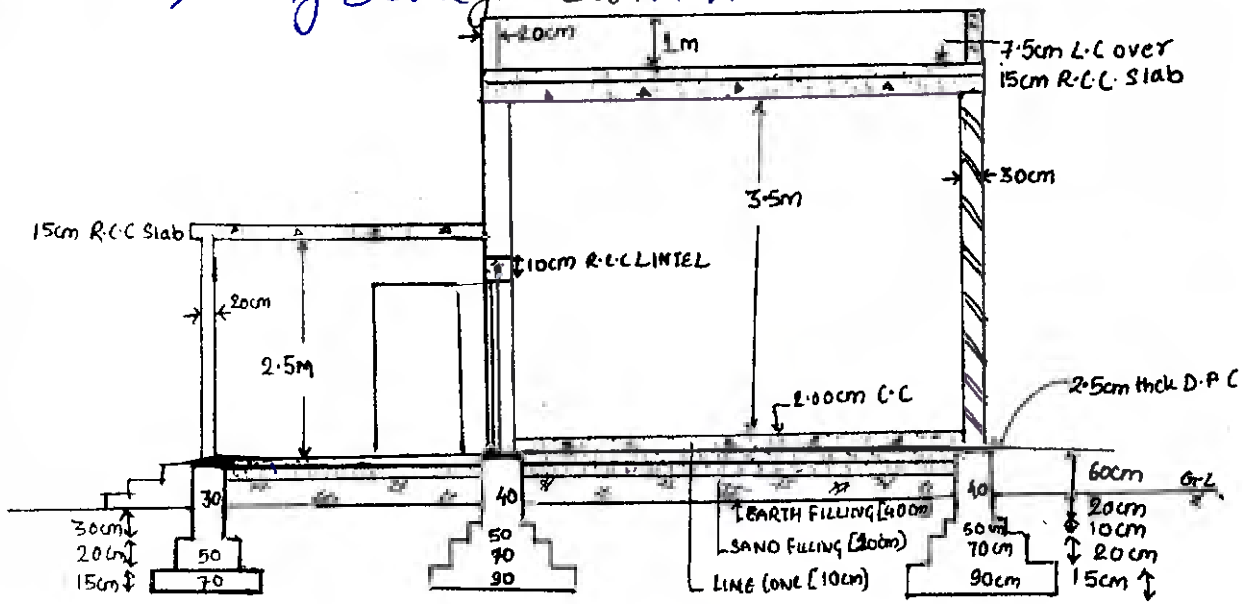 20cm
1m
7.5cm L.C over
15cm R.C.C. Slab
3.5m
30cm
15cm R.C.C Slab
10cm R.C.C LINTEL
20cm
2.5M
2.00cm C.C
2.5cm thck D.P.C
60cm
G.L
30
40
40
20cm
30cm
EARTH FILLING [40cm]
10cm
50
50cm
20cm
50
70
SAND FILLING [20cm]
70cm
20cm
15cm
70
90
LIME CONC [10cm]
90cm
15cm